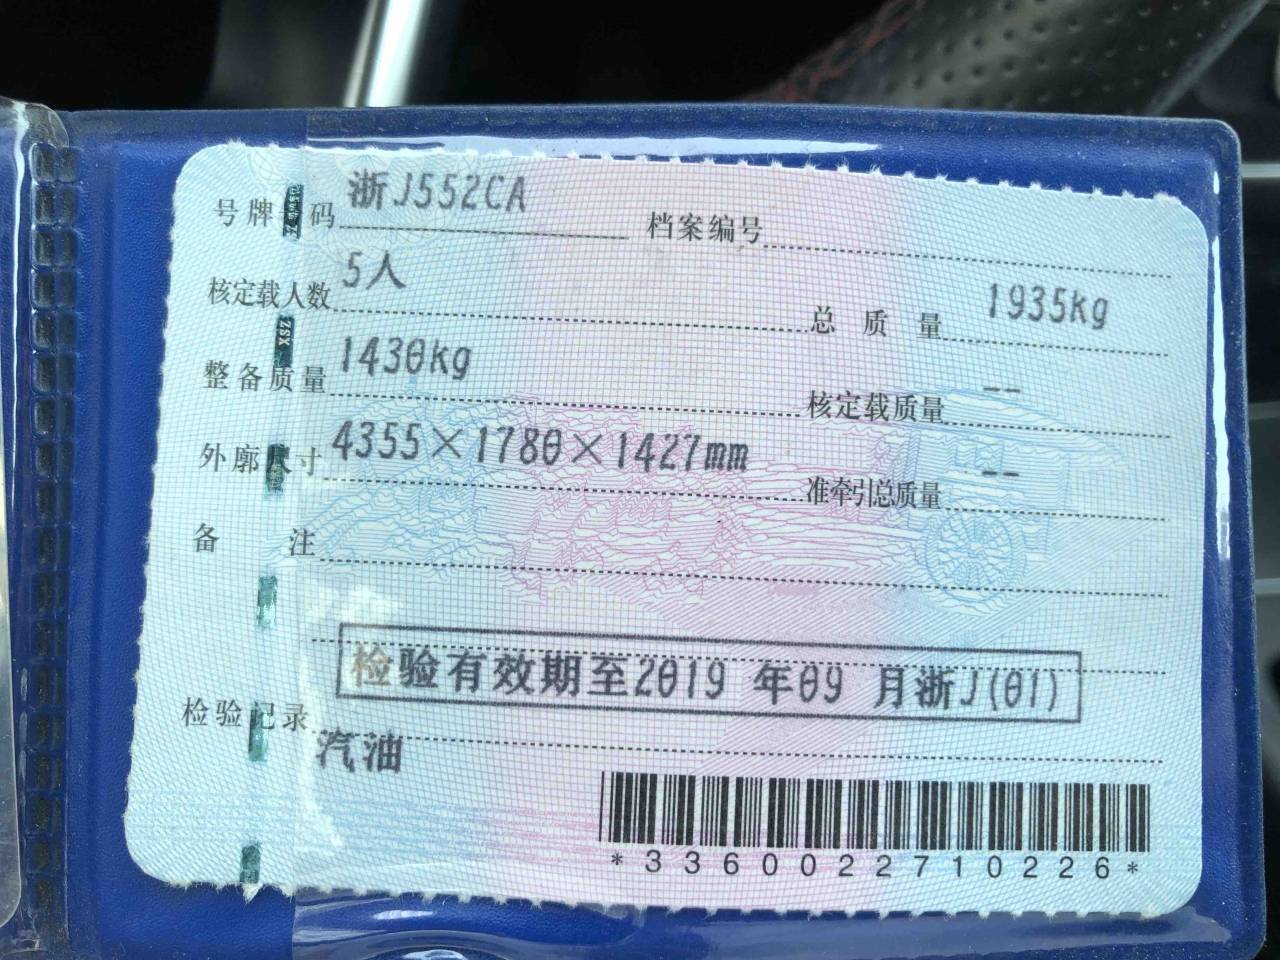 号牌号码 浙J552CA 档案编号
核定载人数 5人 总质量 1935kg
整备质量 1430kg 核定载质量 --
外廓尺寸 4355×1780×1427mm 准牵引总质量 --
备注
检验有效期至2019年09月浙J(01)
检验记录
汽油
*3360022710226*
ZSX